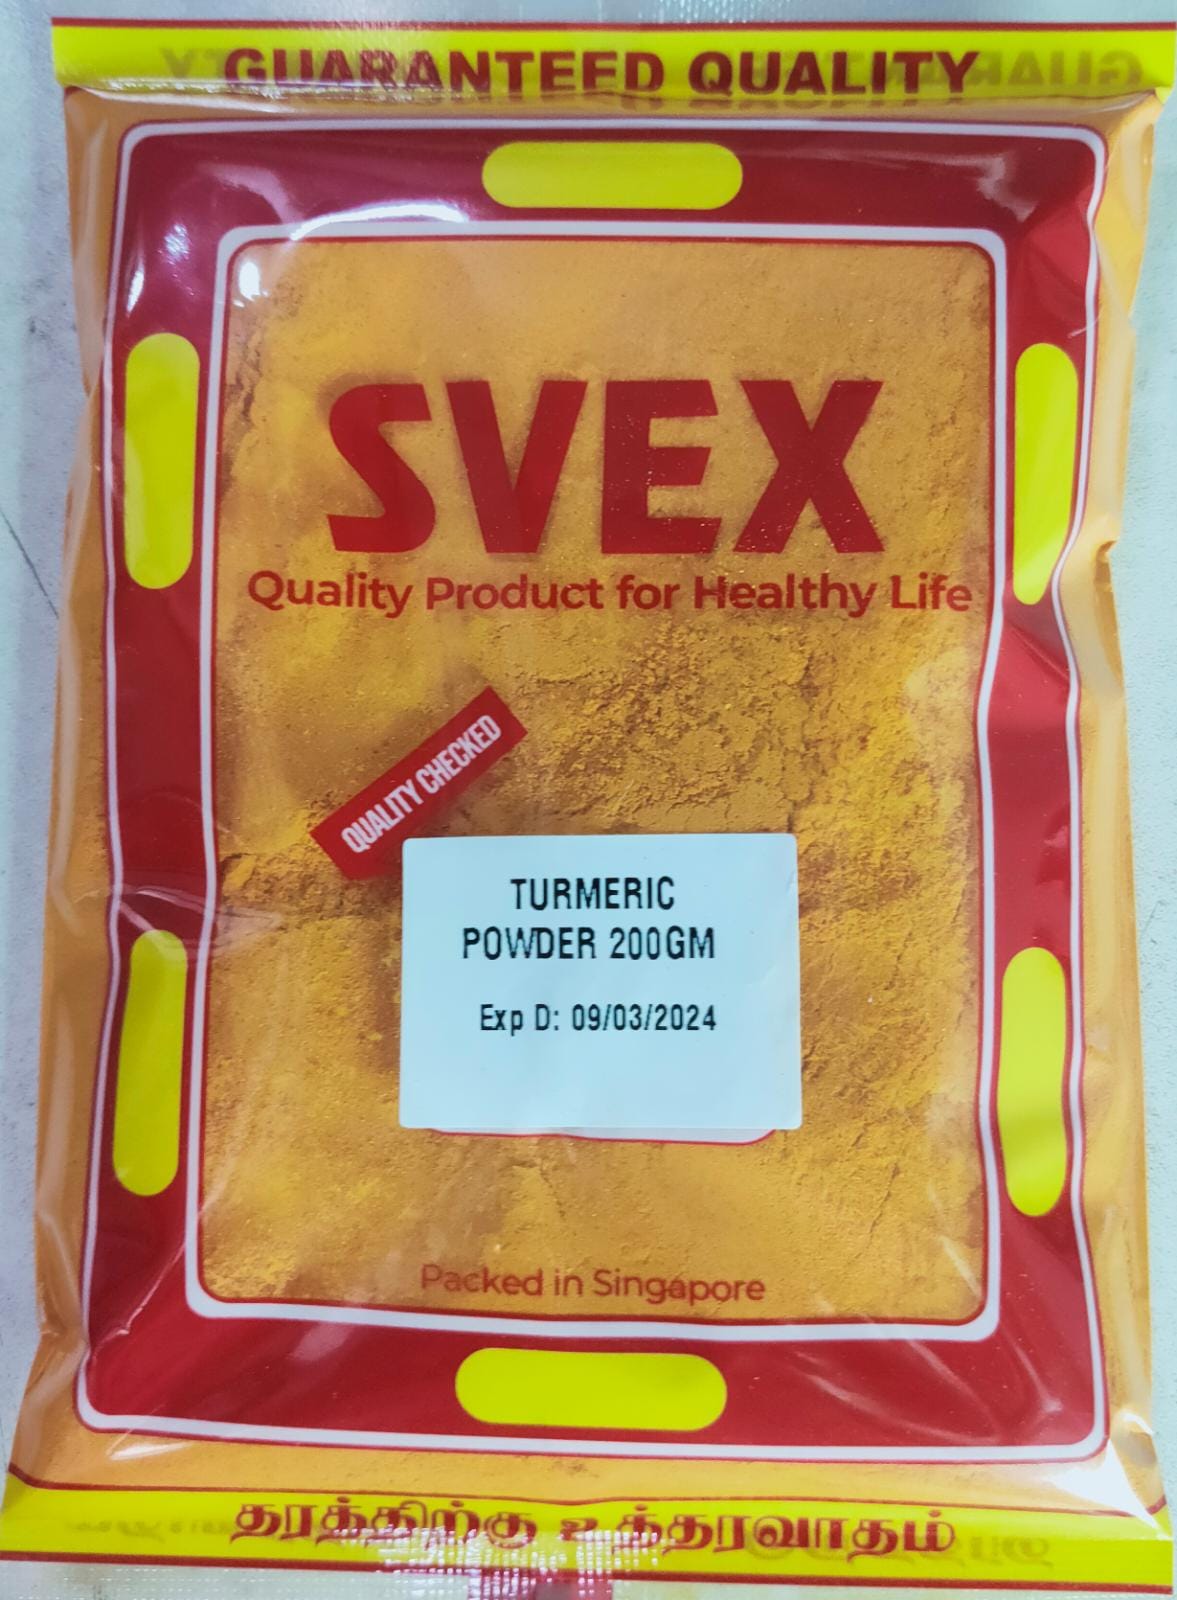 GUARANTEED QUALITY
SVEX
Quality Product for Healthy Life
QUALITY CHECKED
TURMERIC
POWDER 200GM
Exp D: 09/03/2024
Packed in Singapore
தரத்திற்கு உத்தரவாதம்